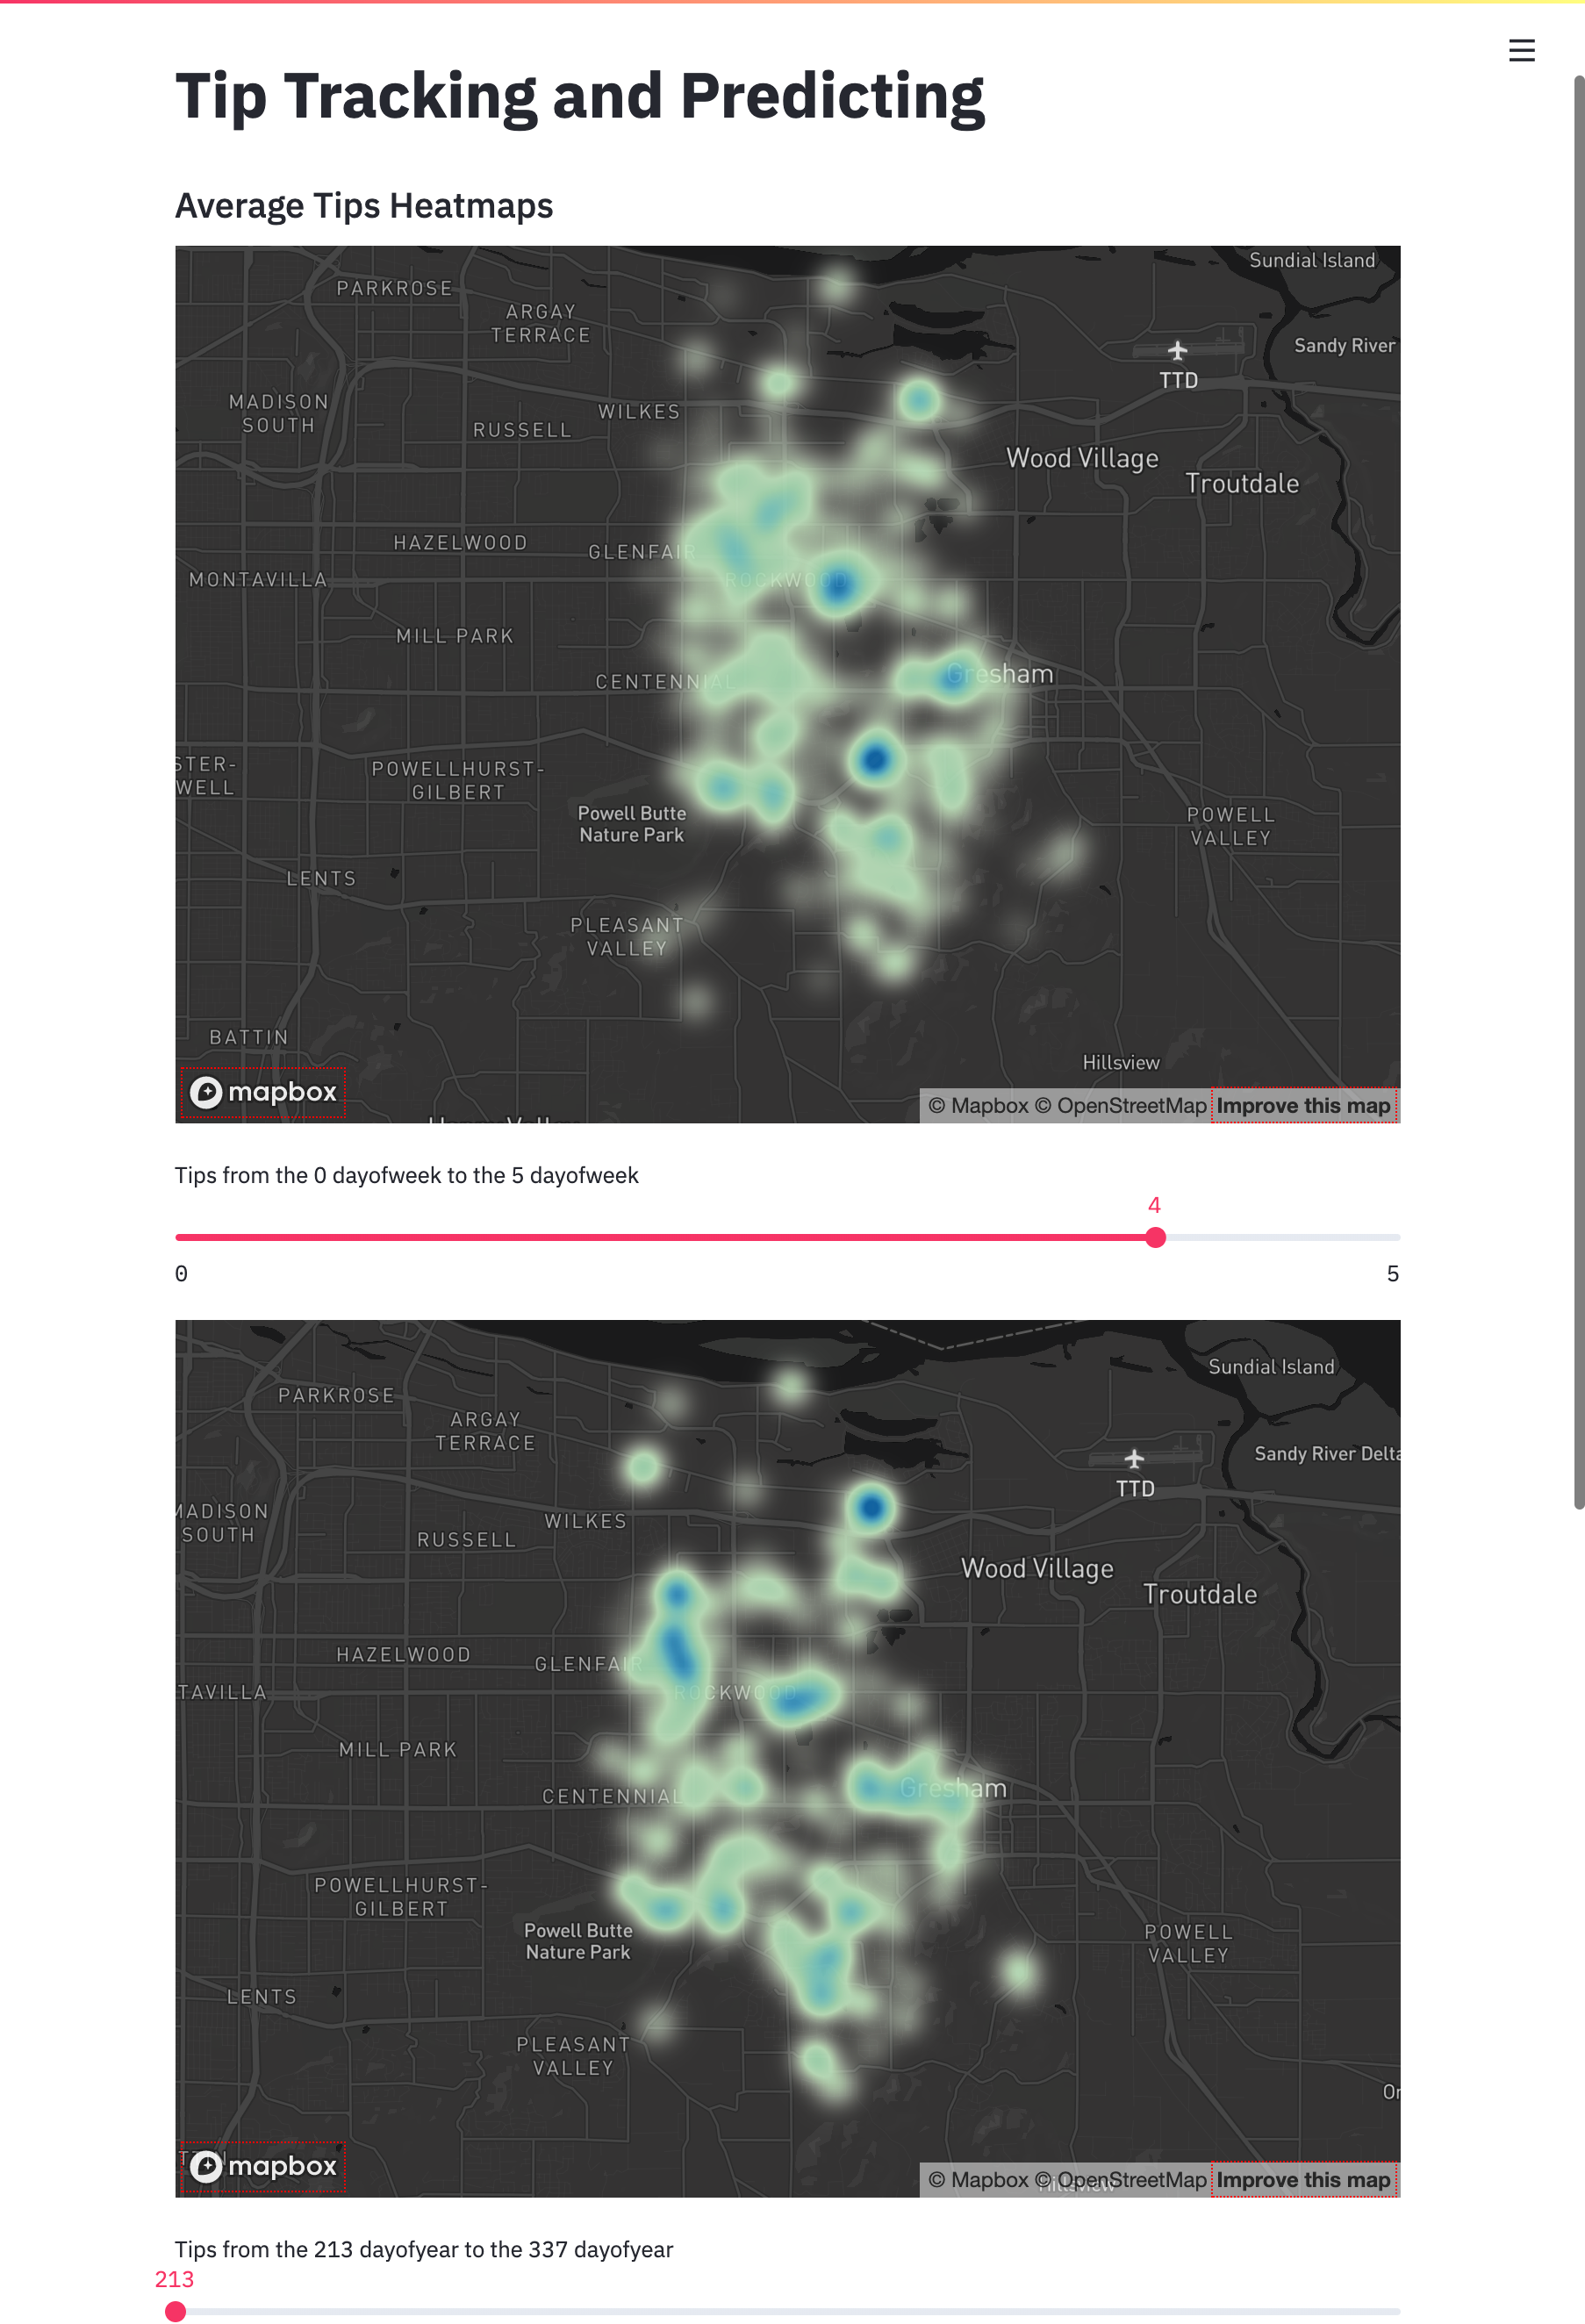 Tip Tracking and Predicting
Average Tips Heatmaps
Sundial Island
PARKROSE
ARGAY
TERRACE
Sandy River
TTD
MADISON
SOUTH
WILKES
RUSSELL
Wood Village
Troutdale
HAZELWOOD
GLENFAIR
MONTAVILLA
ROCKWOOD
MILL PARK
Gresham
CENTENNIAL
STER-
WELL
POWELLHURST-
GILBERT
Powell Butte
Nature Park
POWELL
VALLEY
LENTS
PLEASANT
VALLEY
BATTIN
Hillsview
mapbox
© Mapbox © OpenStreetMap Improve this map
Tips from the 0 dayofweek to the 5 dayofweek
4
0
5
Sundial Island
PARKROSE
ARGAY
TERRACE
Sandy River Delta
TTD
MADISON
SOUTH
WILKES
RUSSELL
Wood Village
Troutdale
HAZELWOOD
GLENFAIR
TAVILLA
ROCKWOOD
MILL PARK
Gresham
CENTENNIAL
POWELLHURST-
GILBERT
Powell Butte
Nature Park
POWELL
VALLEY
LENTS
PLEASANT
VALLEY
Or
mapbox
© Mapbox © OpenStreetMap Improve this map
Hillsview
Tips from the 213 dayofyear to the 337 dayofyear
213